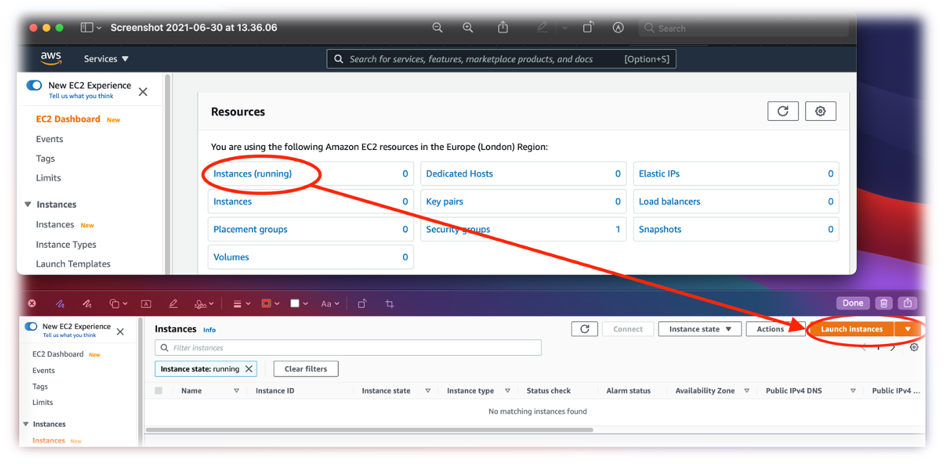 Screenshot 2021-06-30 at 13.36.06
Search
aws
Services
Search for services, features, marketplace products, and docs
[Option+S]
New EC2 Experience
Tell us what you think
EC2 Dashboard New
Events
Tags
Limits
Instances
Instances New
Instance Types
Launch Templates
Resources
You are using the following Amazon EC2 resources in the Europe (London) Region:
Instances (running) 0
Dedicated Hosts 0
Elastic IPs 0
Instances 0
Key pairs 0
Load balancers 0
Placement groups 0
Security groups 1
Snapshots 0
Volumes 0
Aa
Done
New EC2 Experience
Tell us what you think
EC2 Dashboard New
Events
Tags
Limits
Instances
Instances New
Instances Info
Connect
Instance state
Actions
Launch instances
Filter instances
1
Instance state: running
Clear filters
Name
Instance ID
Instance state
Instance type
Status check
Alarm status
Availability Zone
Public IPv4 DNS
Public IPv4 ...
No matching instances found